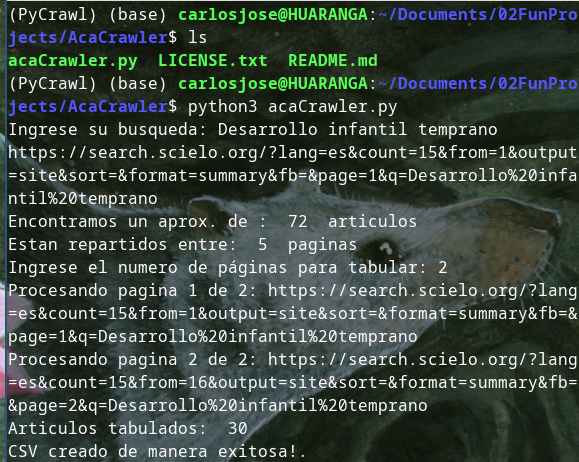 (PyCrawl) (base) carlosjose@HUARANGA:~/Documents/02FunPro
jects/AcaCrawler$ ls
acaCrawler.py  LICENSE.txt  README.md
(PyCrawl) (base) carlosjose@HUARANGA:~/Documents/02FunPro
jects/AcaCrawler$ python3 acaCrawler.py
Ingrese su busqueda: Desarrollo infantil temprano
https://search.scielo.org/?lang=es&count=15&from=1&output
=site&sort=&format=summary&fb=&page=1&q=Desarrollo%20infa
ntil%20temprano
Encontramos un aprox. de :  72  articulos
Estan repartidos entre:  5  paginas
Ingrese el numero de páginas para tabular: 2
Procesando pagina 1 de 2: https://search.scielo.org/?lang
=es&count=15&from=1&output=site&sort=&format=summary&fb=&
page=1&q=Desarrollo%20infantil%20temprano
Procesando pagina 2 de 2: https://search.scielo.org/?lang
=es&count=15&from=16&output=site&sort=&format=summary&fb=
&page=2&q=Desarrollo%20infantil%20temprano
Articulos tabulados:  30
CSV creado de manera exitosa!.